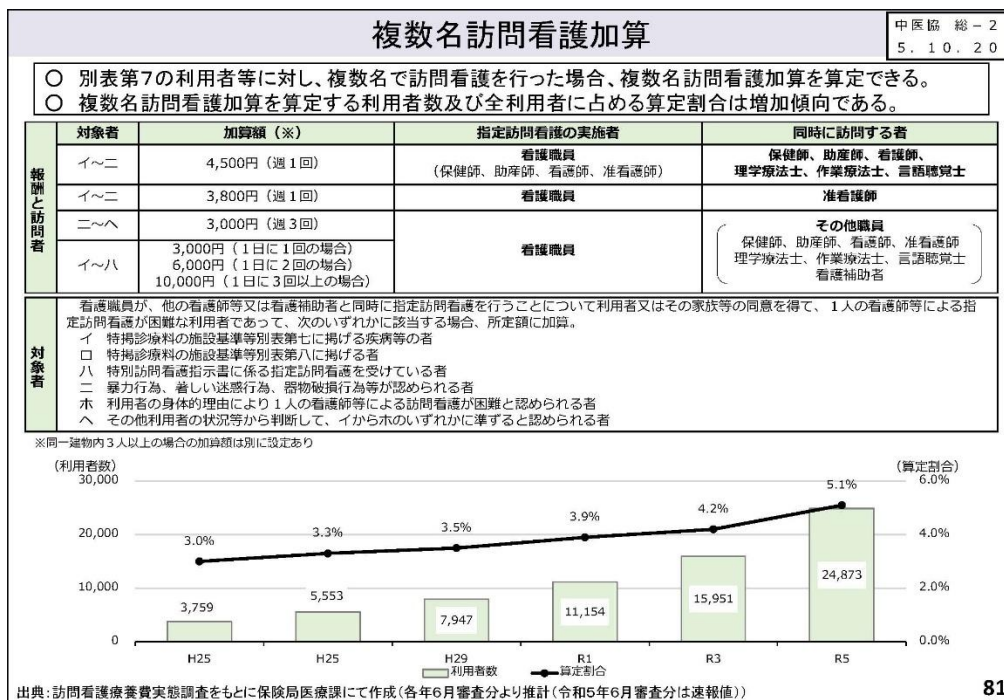 複数名訪問看護加算
中医協 総－2
5．10．20
○ 別表第7の利用者等に対し、複数名で訪問看護を行った場合、複数名訪問看護加算を算定できる。
○ 複数名訪問看護加算を算定する利用者数及び全利用者に占める算定割合は増加傾向である。
報酬と訪問者
対象者 加算額（※） 指定訪問看護の実施者 同時に訪問する者
イ～ニ 4,500円（週1回） 看護職員
（保健師、助産師、看護師、准看護師）
保健師、助産師、看護師、
理学療法士、作業療法士、言語聴覚士
イ～ニ 3,800円（週1回） 看護職員 准看護師
ニ～ヘ 3,000円（週3回）
イ～ハ
3,000円（1日に1回の場合）
6,000円（1日に2回の場合）
10,000円（1日に3回以上の場合）
看護職員
その他職員
保健師、助産師、看護師、准看護師
理学療法士、作業療法士、言語聴覚士
看護補助者
対象者
看護職員が、他の看護師等又は看護補助者と同時に指定訪問看護を行うことについて利用者又はその家族等の同意を得て、1人の看護師等による指
定訪問看護が困難な利用者であって、次のいずれかに該当する場合、所定額に加算。
イ 特掲診療料の施設基準等別表第七に掲げる疾病等の者
ロ 特掲診療料の施設基準等別表第八に掲げる者
ハ 特別訪問看護指示書に係る指定訪問看護を受けている者
ニ 暴力行為、著しい迷惑行為、器物破損行為等が認められる者
ホ 利用者の身体的理由により1人の看護師等による訪問看護が困難と認められる者
ヘ その他利用者の状況等から判断して、イからホのいずれかに準ずると認められる者
※同一建物内3人以上の場合の加算額は別に設定あり
（利用者数） （算定割合）
30,000 6.0%
20,000 4.0%
10,000 2.0%
0 0.0%
3.0% 3.3% 3.5% 3.9% 4.2% 5.1%
3,759 5,553 7,947 11,154 15,951 24,873
H25 H25 H29 R1 R3 R5
利用者数 算定割合
出典：訪問看護療養費実態調査をもとに保険局医療課にて作成（各年6月審査分より推計（令和5年6月審査分は速報値））
81